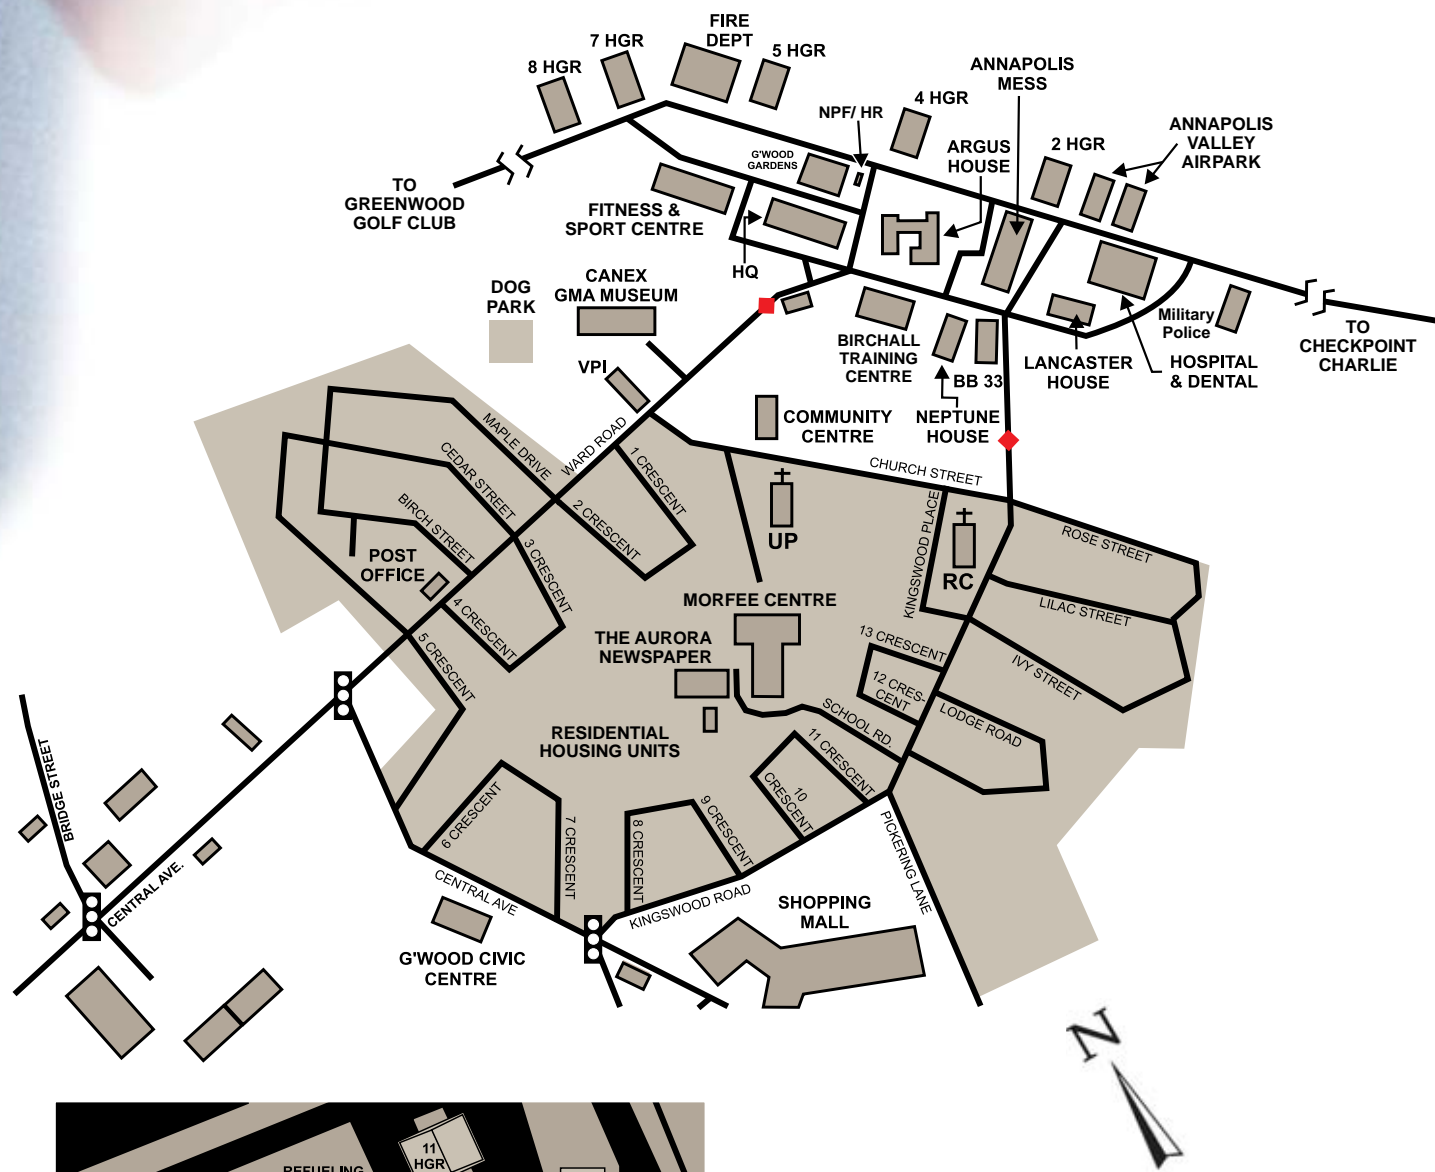 FIRE
DEPT
7 HGR
5 HGR
8 HGR
ANNAPOLIS
MESS
4 HGR
NPF/ HR
ANNAPOLIS
VALLEY
AIRPARK
2 HGR
ARGUS
HOUSE
G'WOOD
GARDENS
TO
GREENWOOD
GOLF CLUB
FITNESS &
SPORT CENTRE
HQ
CANEX
GMA MUSEUM
DOG
PARK
Military
Police
TO
CHECKPOINT
CHARLIE
BIRCHALL
TRAINING
CENTRE
LANCASTER
HOUSE
HOSPITAL
& DENTAL
VPI
BB 33
NEPTUNE
HOUSE
COMMUNITY
CENTRE
MAPLE DRIVE
WARD ROAD
CEDAR STREET
1 CRESCENT
CHURCH STREET
BIRCH STREET
2 CRESCENT
KINGSWOOD PLACE
ROSE STREET
POST
OFFICE
3 CRESCENT
UP
RC
MORFEE CENTRE
4 CRESCENT
LILAC STREET
THE AURORA
NEWSPAPER
13 CRESCENT
5 CRESCENT
IVY STREET
12 CRES-
CENT
SCHOOL RD.
LODGE ROAD
RESIDENTIAL
HOUSING UNITS
11 CRESCENT
BRIDGE STREET
6 CRESCENT
10
CRESCENT
9 CRESCENT
7 CRESCENT
8 CRESCENT
PICKERING LANE
CENTRAL AVE.
CENTRAL AVE
KINGSWOOD ROAD
SHOPPING
MALL
G'WOOD CIVIC
CENTRE
N
11
HGR
REFUELING